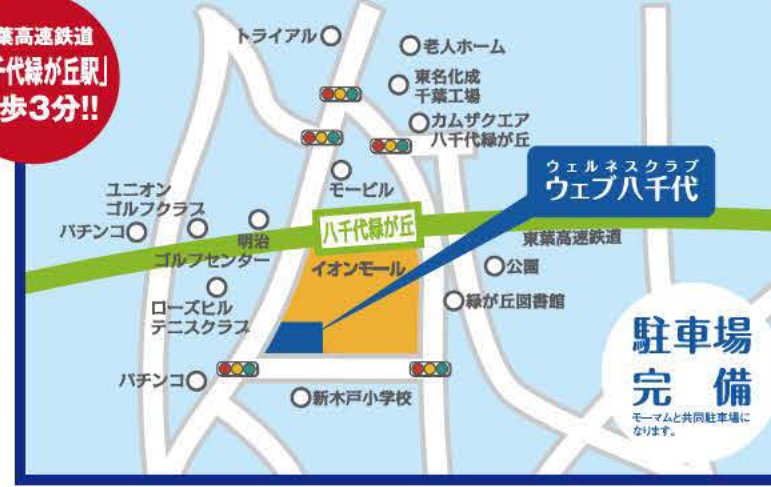 葉高速鉄道
千代緑が丘駅」
歩3分!!
トライアル
老人ホーム
東名化成
千葉工場
カムザクエア
八千代緑が丘
モービル
ウェルネスクラブ
ウェブ八千代
ユニオン
ゴルフクラブ
パチンコ
明治
ゴルフセンター
八千代緑が丘
東葉高速鉄道
イオンモール
公園
緑が丘図書館
ローズヒル
テニスクラブ
パチンコ
新木戸小学校
駐車場
完備
モーマムと共同駐車場に
なります。